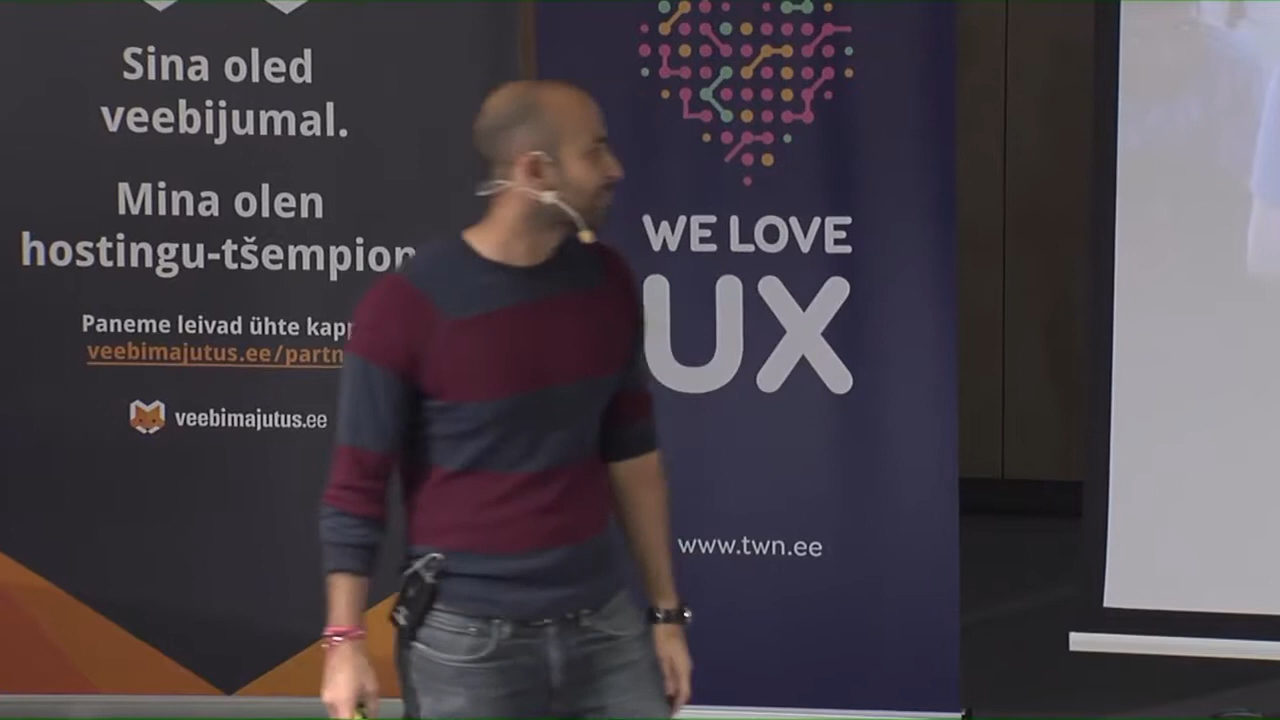 Sina oled
veebijumal.
Mina olen
hostingu-tšempion
Paneme leivad ühte
veebimajutus.ee/partn
veebimajutus.ee
WE LOVE
UX
www.twn.ee